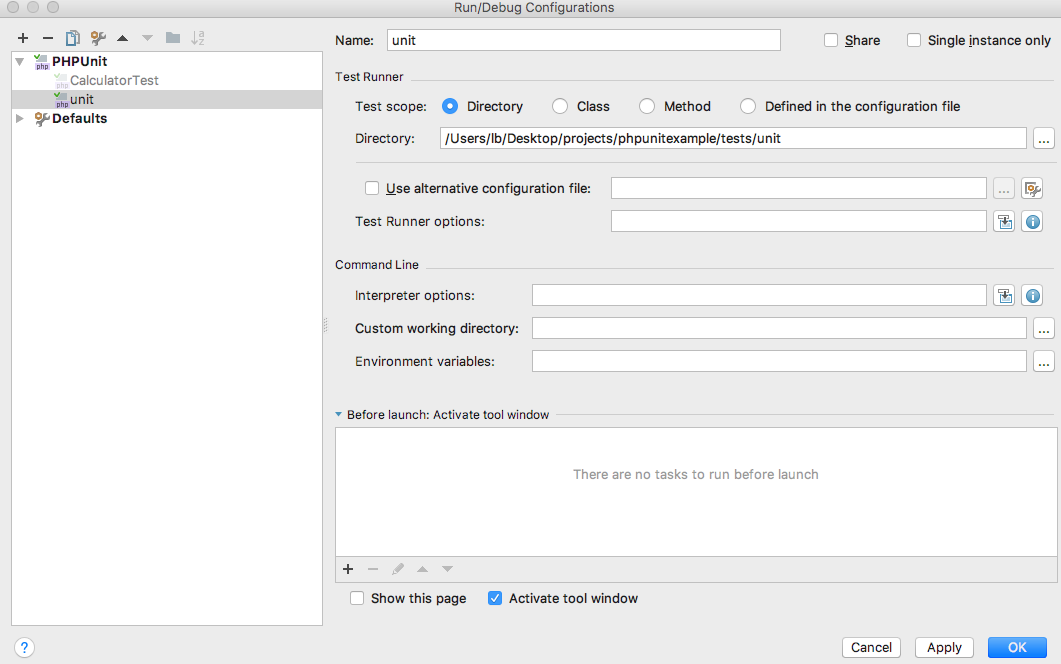 Run/Debug Configurations
Name: unit Share Single instance only
PHPUnit
CalculatorTest
unit
Defaults
Test Runner
Test scope: Directory Class Method Defined in the configuration file
Directory: /Users/lb/Desktop/projects/phpunitexample/tests/unit ...
Use alternative configuration file: ...
Test Runner options:
Command Line
Interpreter options:
Custom working directory: ...
Environment variables: ...
Before launch: Activate tool window
There are no tasks to run before launch
Show this page Activate tool window
? Cancel Apply OK